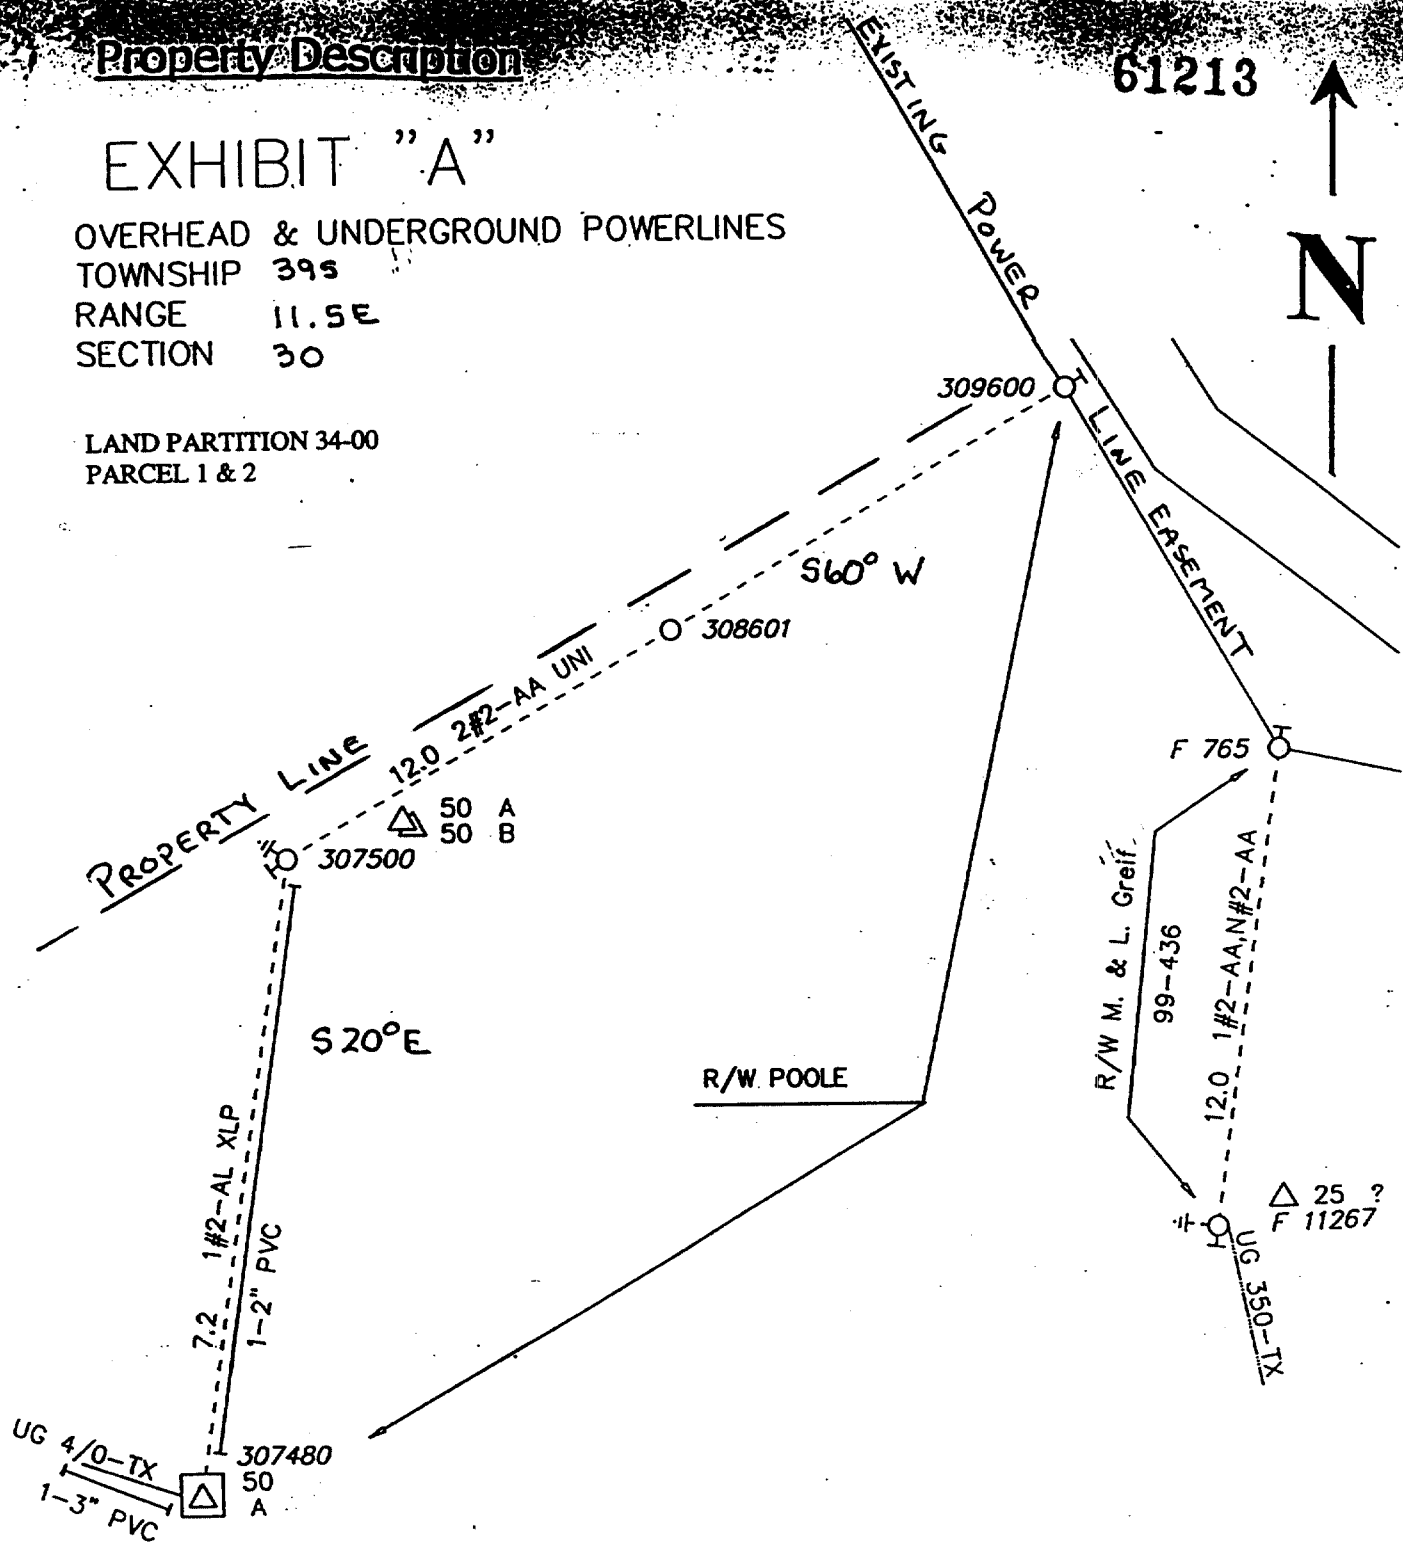 Property Description
61213
EXHIBIT "A"
OVERHEAD & UNDERGROUND POWERLINES
TOWNSHIP 39S
RANGE 11.5E
SECTION 30
LAND PARTITION 34-00
PARCEL 1 & 2
N
EXISTING POWER LINE EASEMENT
309600
S60° W
308601
12.0 2#2-AA UNI
PROPERTY LINE
50 A
50 B
307500
F 765
S20°E
R/W POOLE
R/W M. & L. Greif
99-436
12.0 1#2-AA,N#2-AA
7.2 1#2-AL XLP
1-2" PVC
25 ?
F 11267
UG 350-TX
307480
50
A
UG 4/0-TX
1-3" PVC